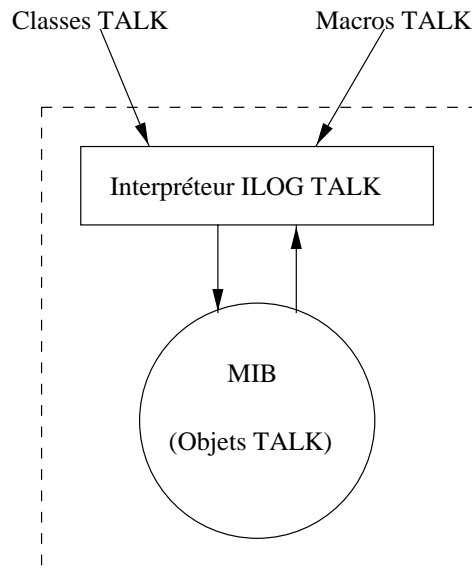 Classes TALK
Macros TALK
Interpréteur ILOG TALK
MIB
(Objets TALK)